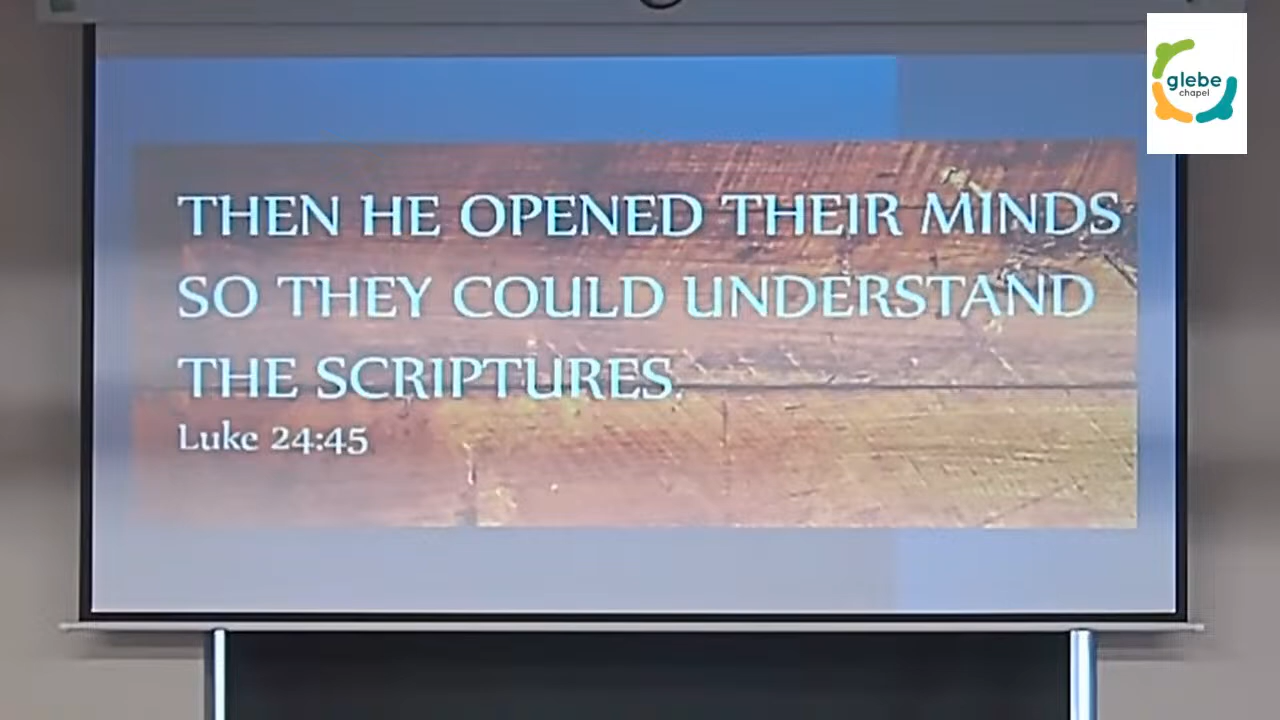 glebe
chapel
THEN HE OPENED THEIR MINDS
SO THEY COULD UNDERSTAND
THE SCRIPTURES.
Luke 24:45